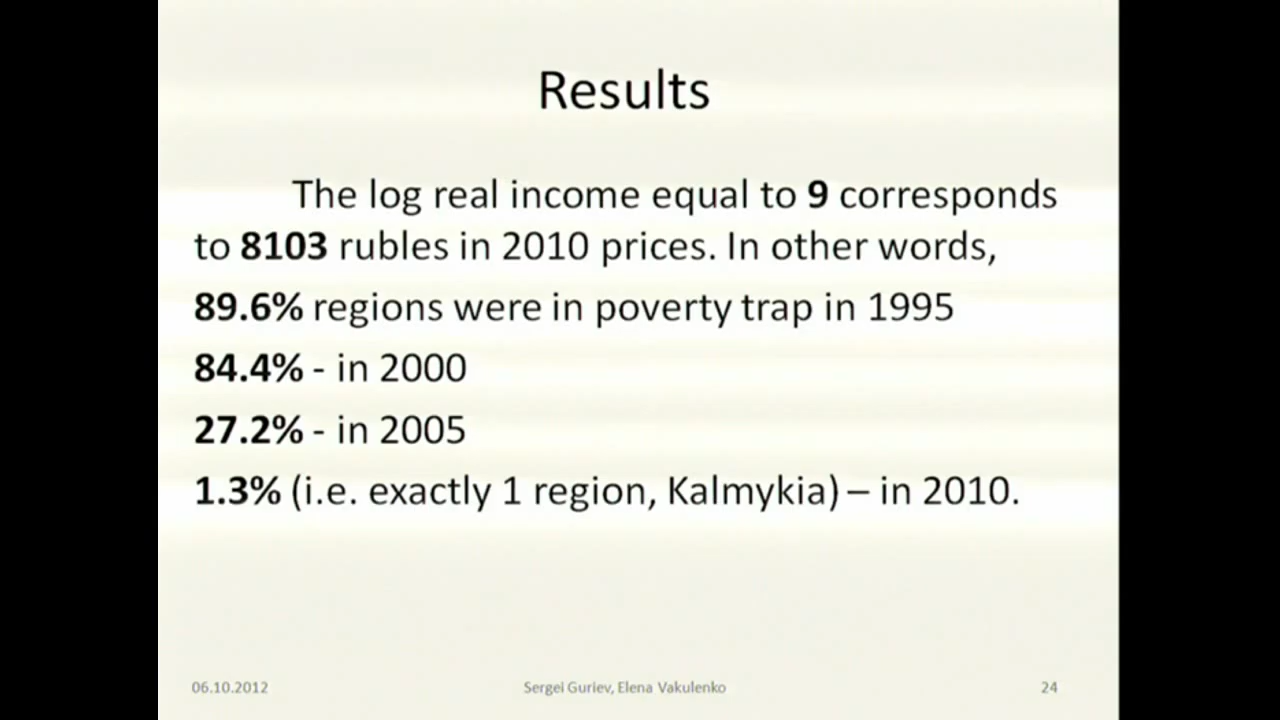 Results
The log real income equal to 9 corresponds
to 8103 rubles in 2010 prices. In other words,
89.6% regions were in poverty trap in 1995
84.4% - in 2000
27.2% - in 2005
1.3% (i.e. exactly 1 region, Kalmykia) – in 2010.
06.10.2012
Sergei Guriev, Elena Vakulenko
24